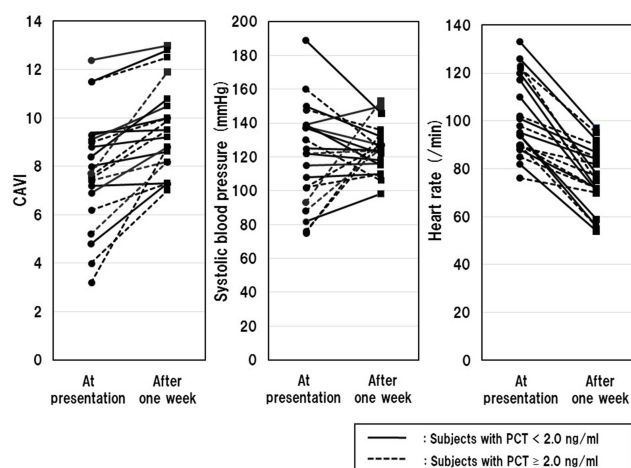 CAVI
14
12
10
8
6
4
2
0
At
presentation
After
one week
Systolic blood pressure (mmHg)
200
180
160
140
120
100
80
60
40
20
0
At
presentation
After
one week
Heart rate (/min)
140
120
100
80
60
40
20
0
At
presentation
After
one week
: Subjects with PCT < 2.0 ng/ml
: Subjects with PCT ≥ 2.0 ng/ml